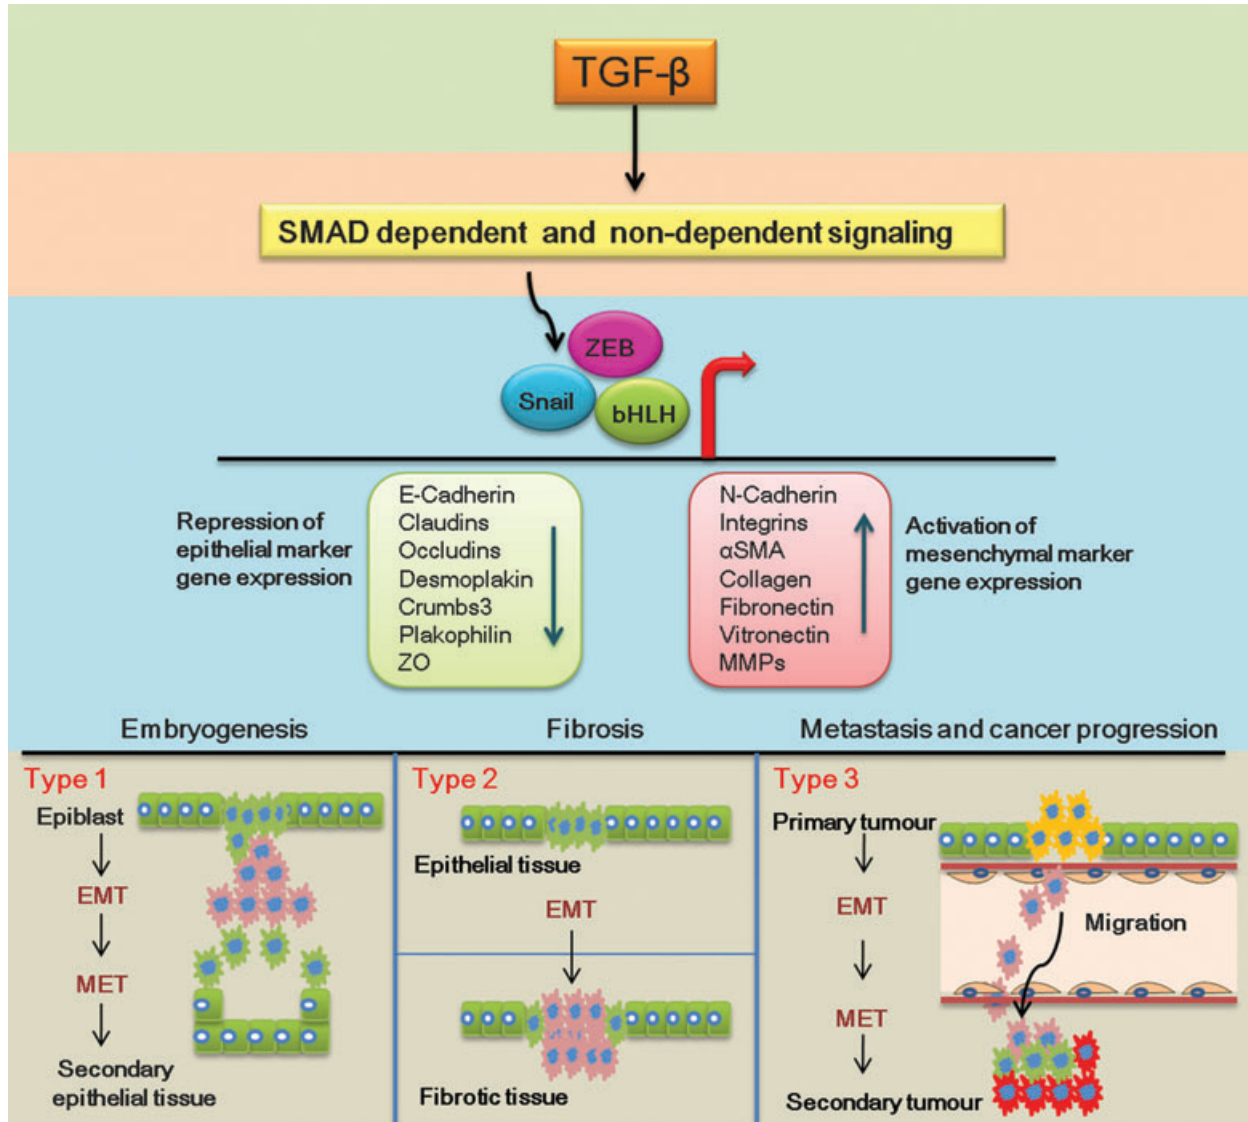 TGF-β
SMAD dependent and non-dependent signaling
ZEB
Snail
bHLH
Repression of
epithelial marker
gene expression
E-Cadherin
Claudins
Occludins
Desmoplakin
Crumbs3
Plakophilin
ZO
N-Cadherin
Integrins
αSMA
Collagen
Fibronectin
Vitronectin
MMPs
Activation of
mesenchymal marker
gene expression
Embryogenesis
Fibrosis
Metastasis and cancer progression
Type 1
Epiblast
EMT
MET
Secondary
epithelial tissue
Type 2
Epithelial tissue
EMT
Fibrotic tissue
Type 3
Primary tumour
EMT
Migration
MET
Secondary tumour